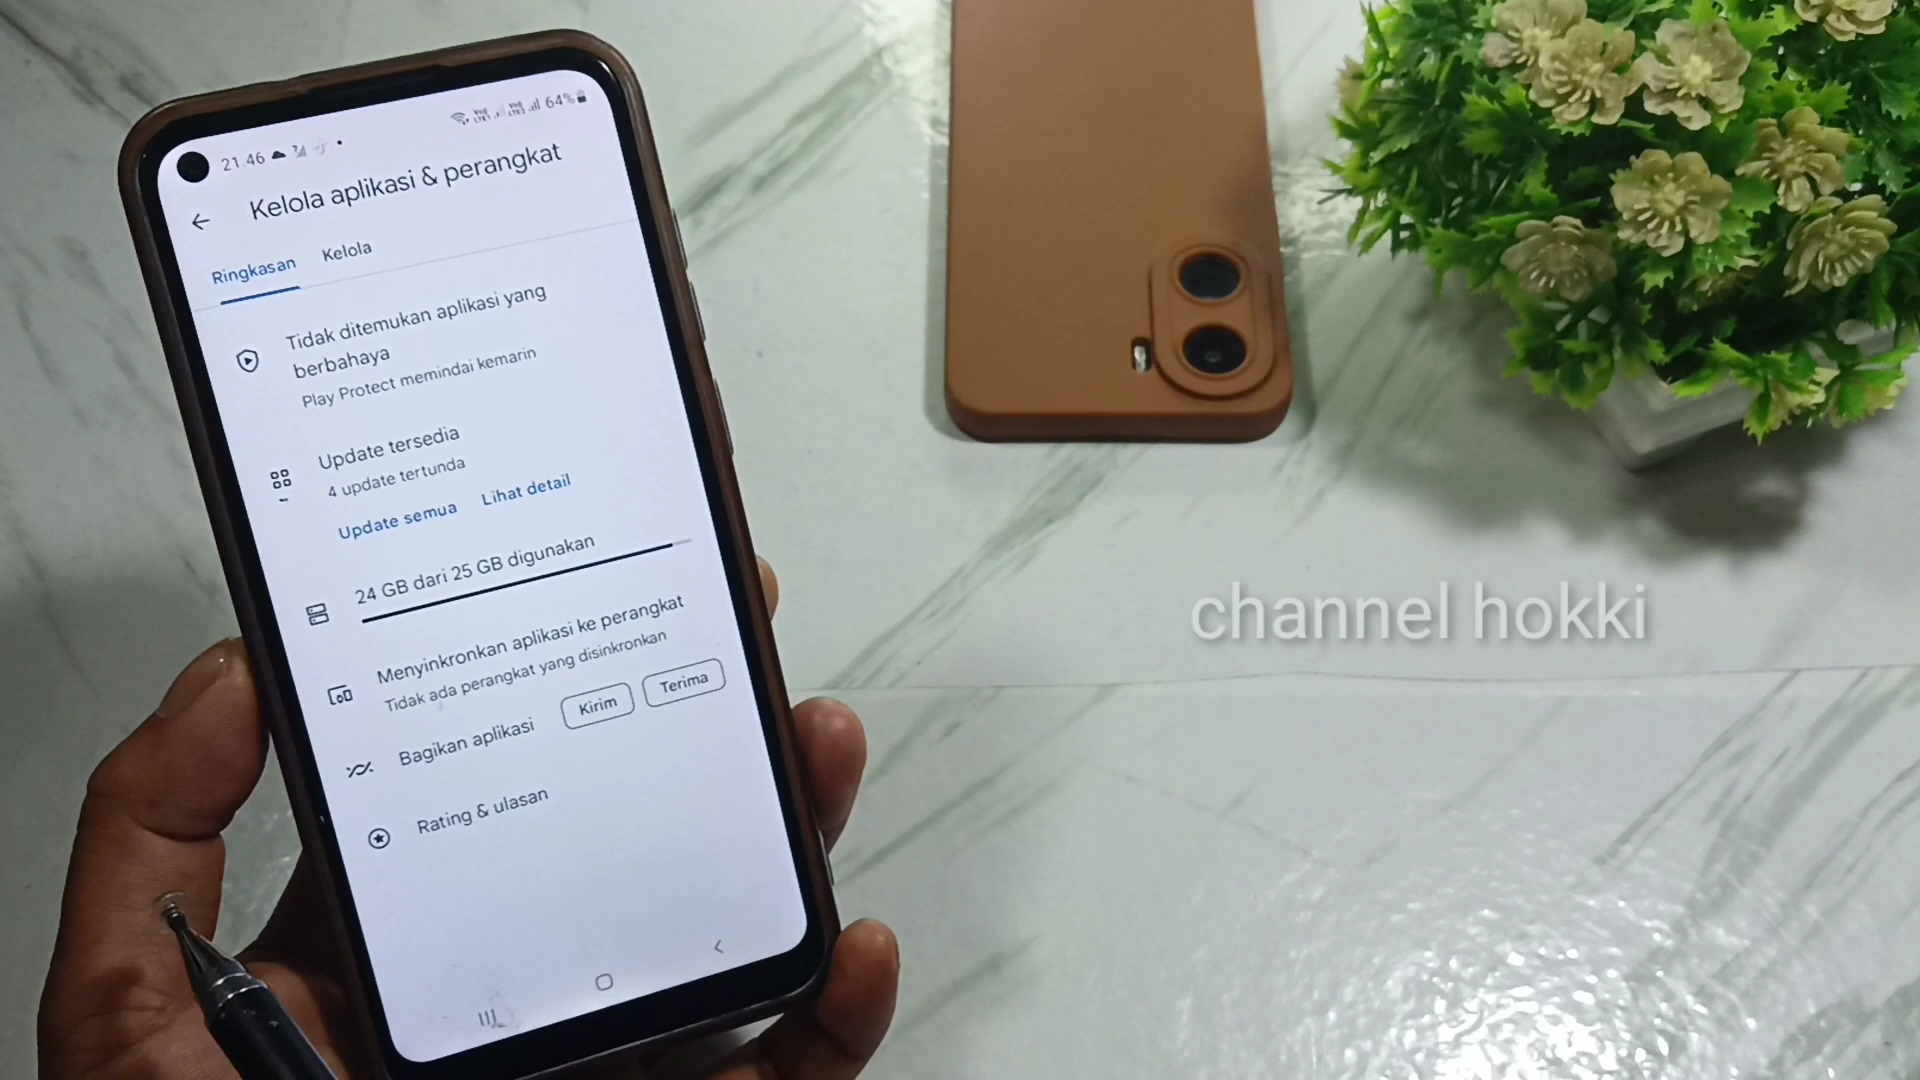 21.46
64%
Kelola aplikasi & perangkat
Ringkasan
Kelola
Tidak ditemukan aplikasi yang
berbahaya
Play Protect memindai kemarin
Update tersedia
4 update tertunda
Update semua
Lihat detail
24 GB dari 25 GB digunakan
Menyinkronkan aplikasi ke perangkat
Tidak ada perangkat yang disinkronkan
Bagikan aplikasi
Kirim
Terima
Rating & ulasan
channel hokki